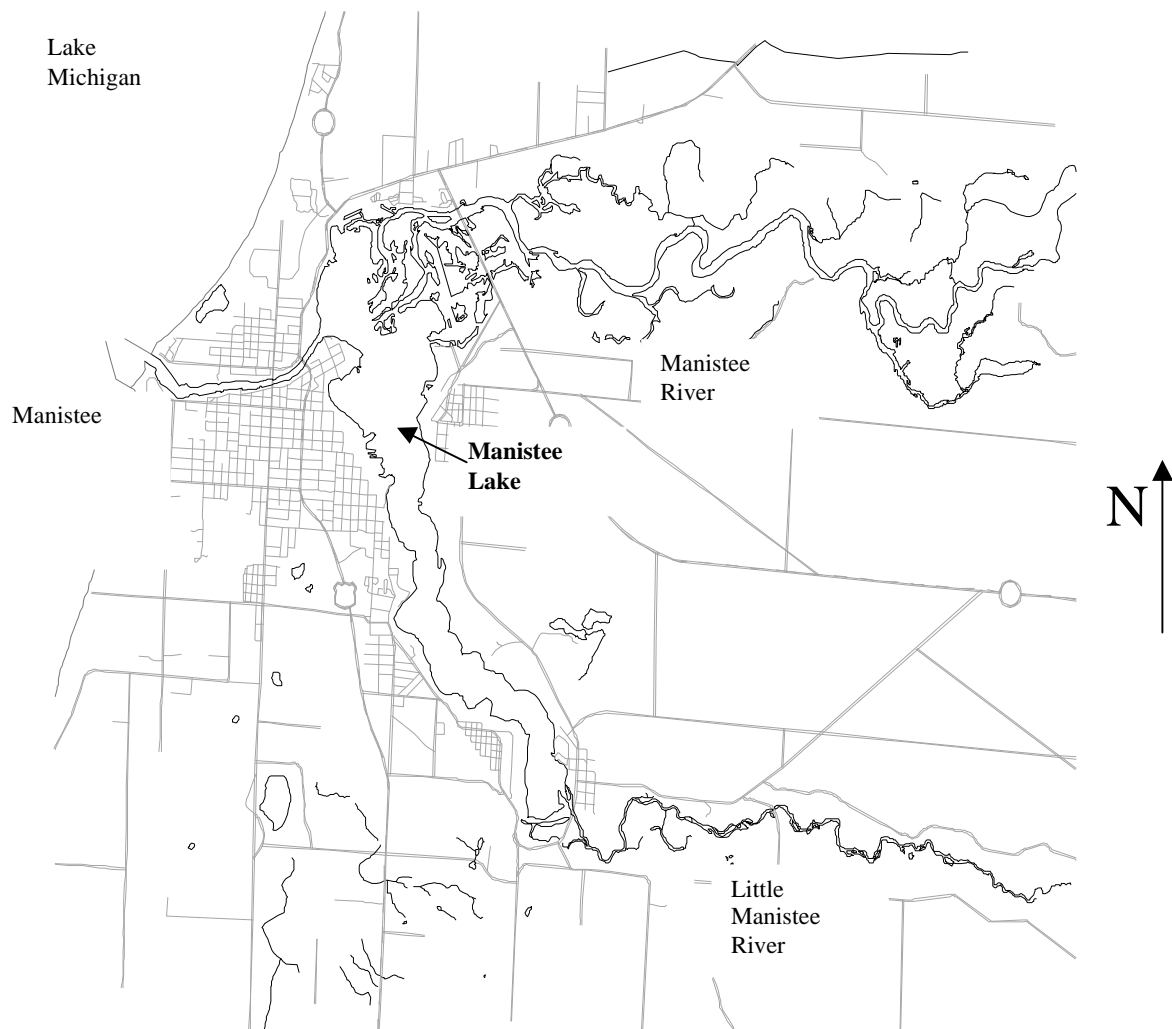 Lake
Michigan
Manistee
River
Manistee
Manistee
Lake
N
Little
Manistee
River